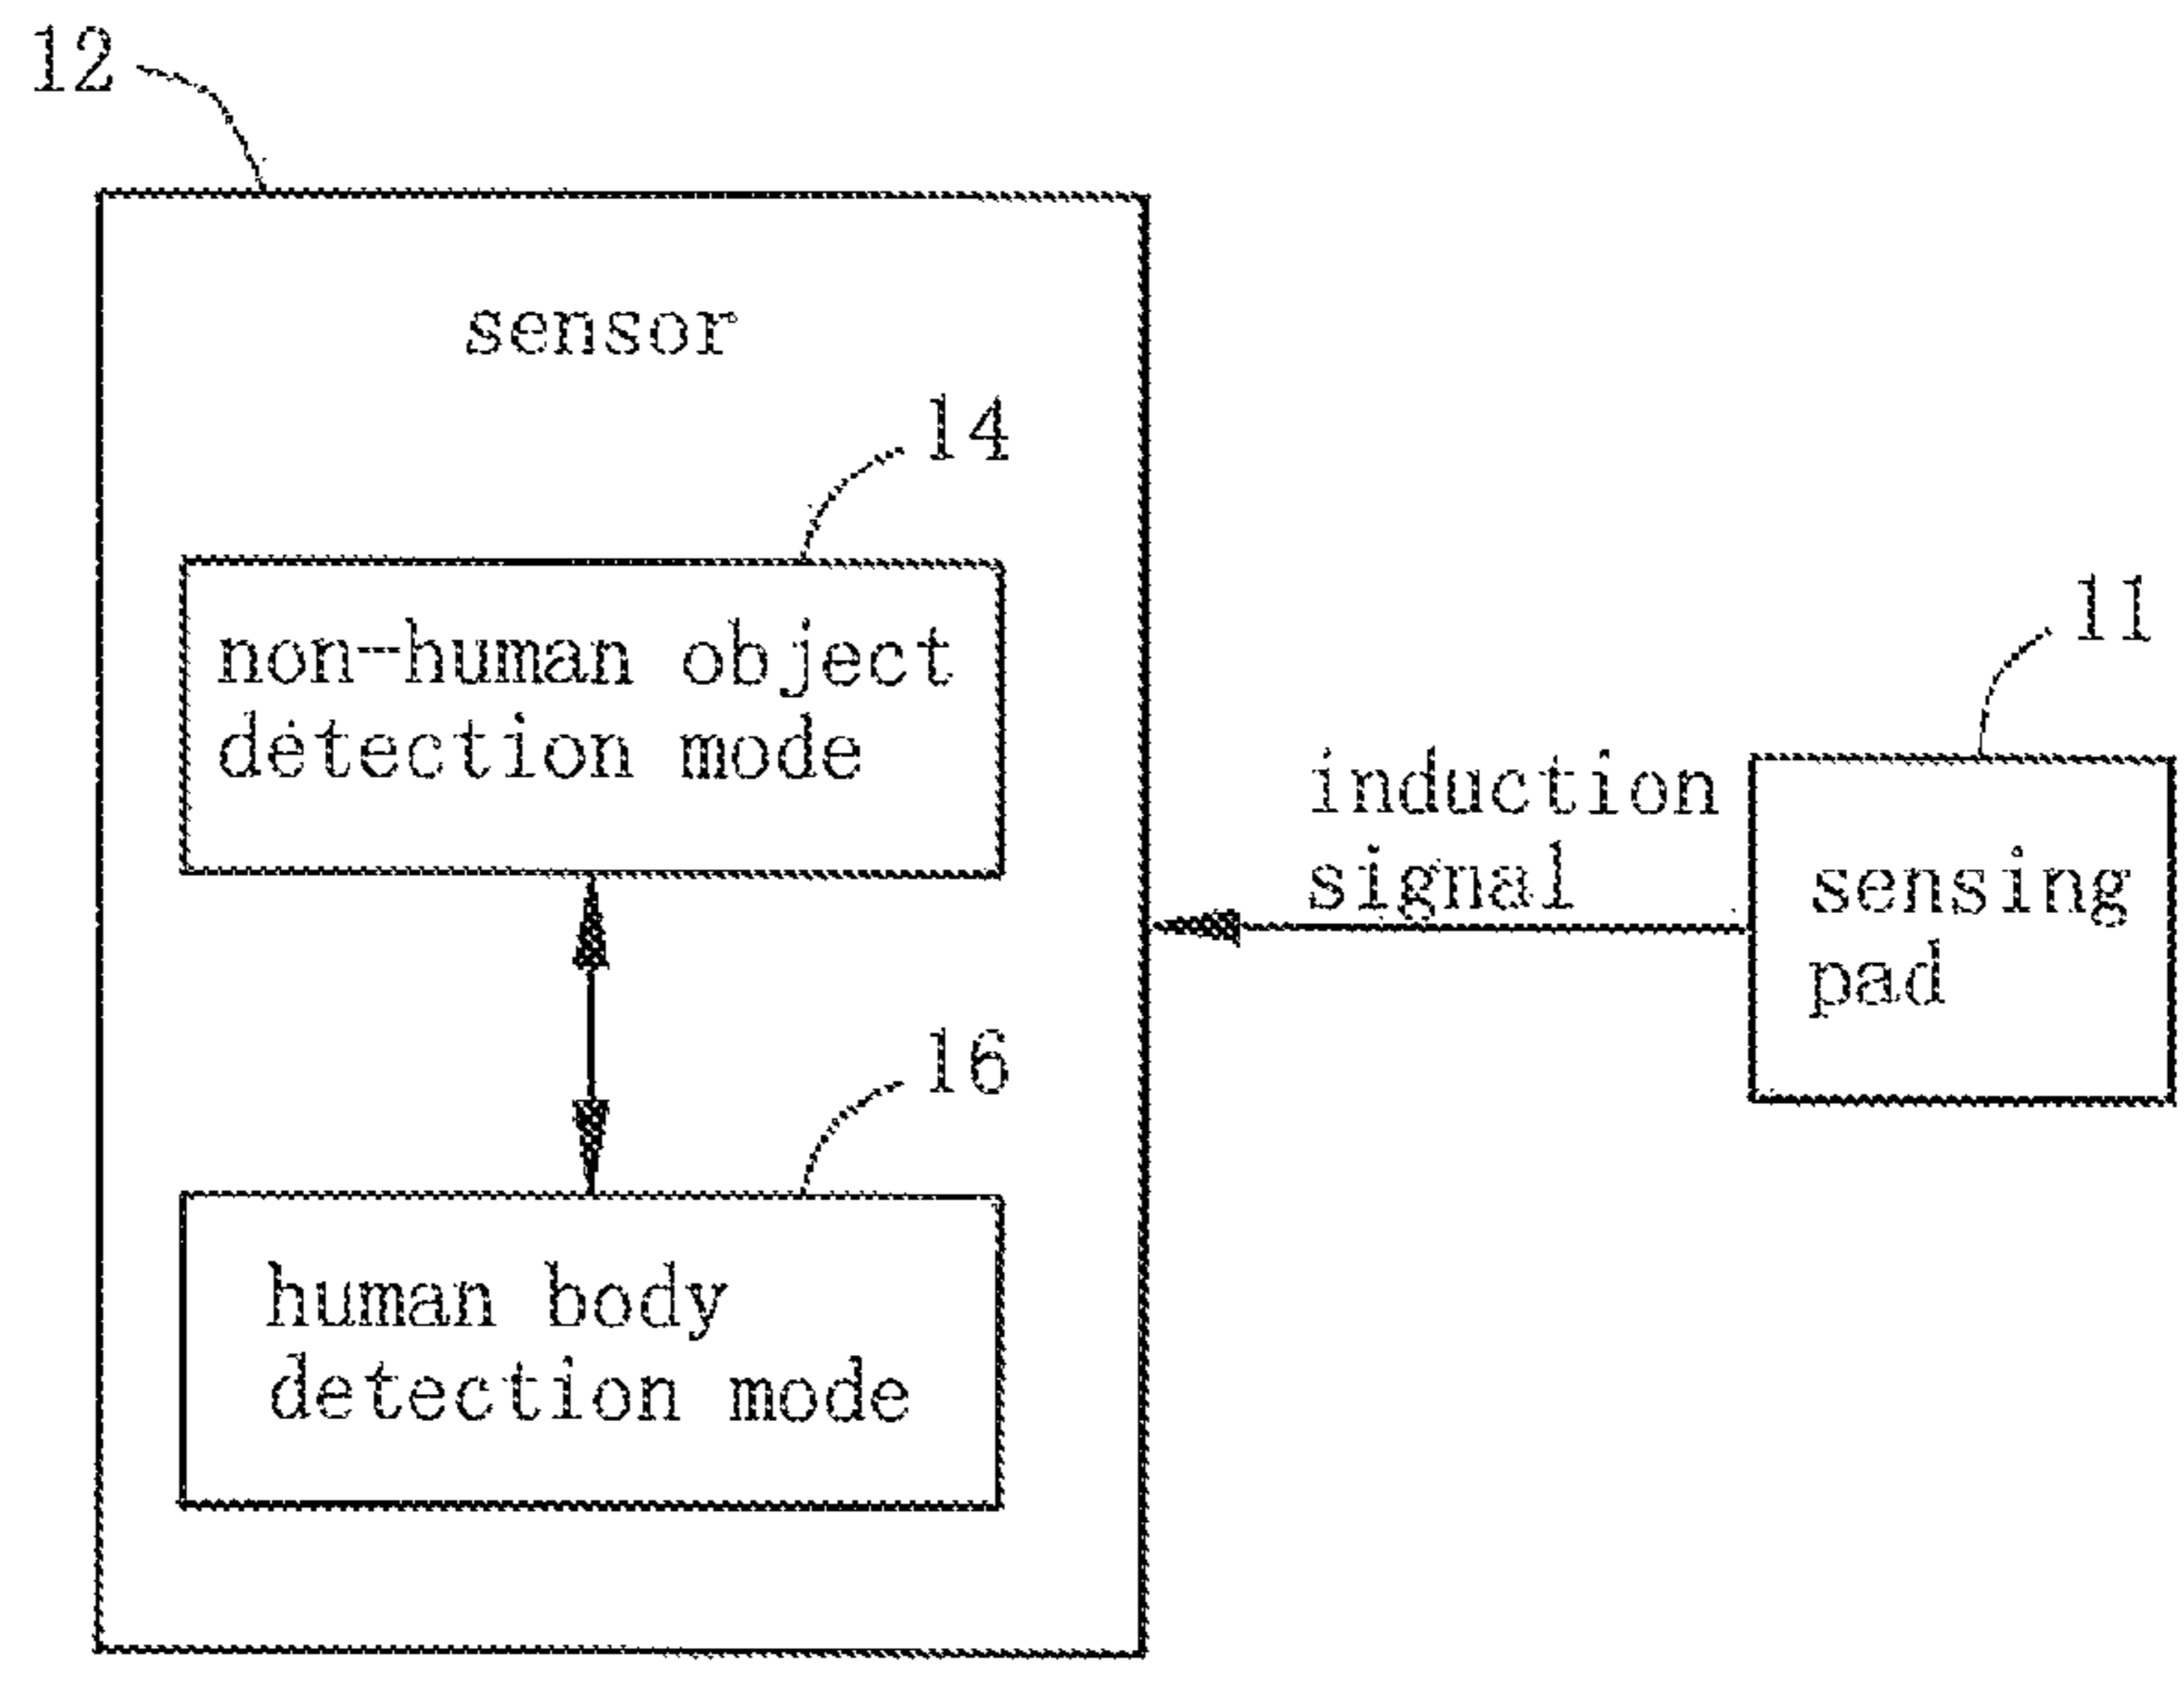 12
sensor
14
non-human object
detection mode
16
human body
detection mode
induction
signal
11
sensing
pad